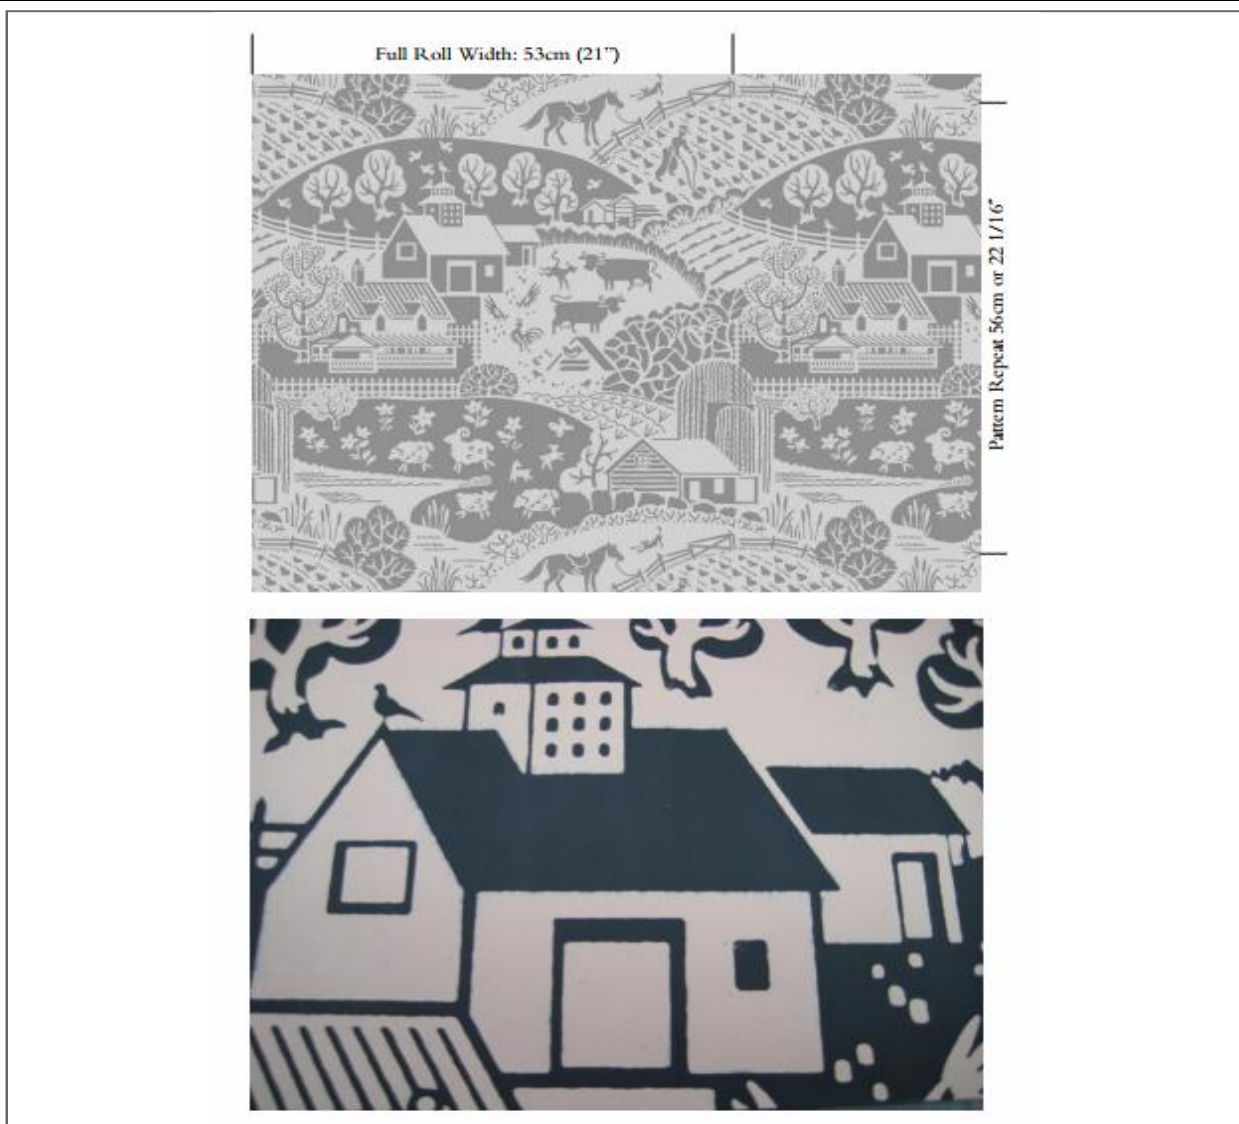 Full Roll Width: 53cm (21")
Pattern Repeat 56cm or 22 1/16"